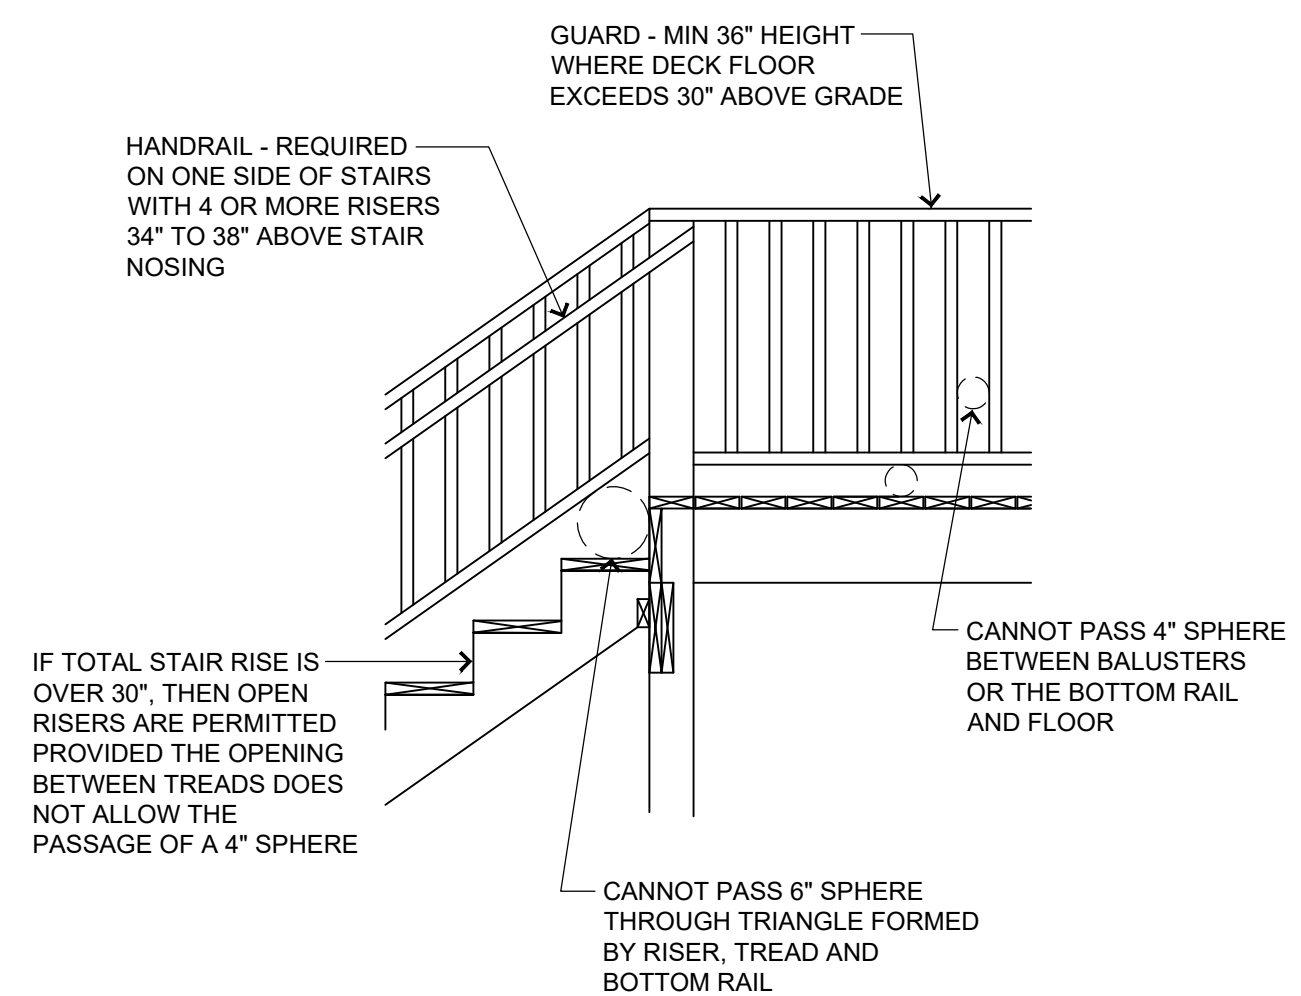 GUARD - MIN 36" HEIGHT
WHERE DECK FLOOR
EXCEEDS 30" ABOVE GRADE
HANDRAIL - REQUIRED
ON ONE SIDE OF STAIRS
WITH 4 OR MORE RISERS
34" TO 38" ABOVE STAIR
NOSING
IF TOTAL STAIR RISE IS
OVER 30", THEN OPEN
RISERS ARE PERMITTED
PROVIDED THE OPENING
BETWEEN TREADS DOES
NOT ALLOW THE
PASSAGE OF A 4" SPHERE
CANNOT PASS 4" SPHERE
BETWEEN BALUSTERS
OR THE BOTTOM RAIL
AND FLOOR
CANNOT PASS 6" SPHERE
THROUGH TRIANGLE FORMED
BY RISER, TREAD AND
BOTTOM RAIL